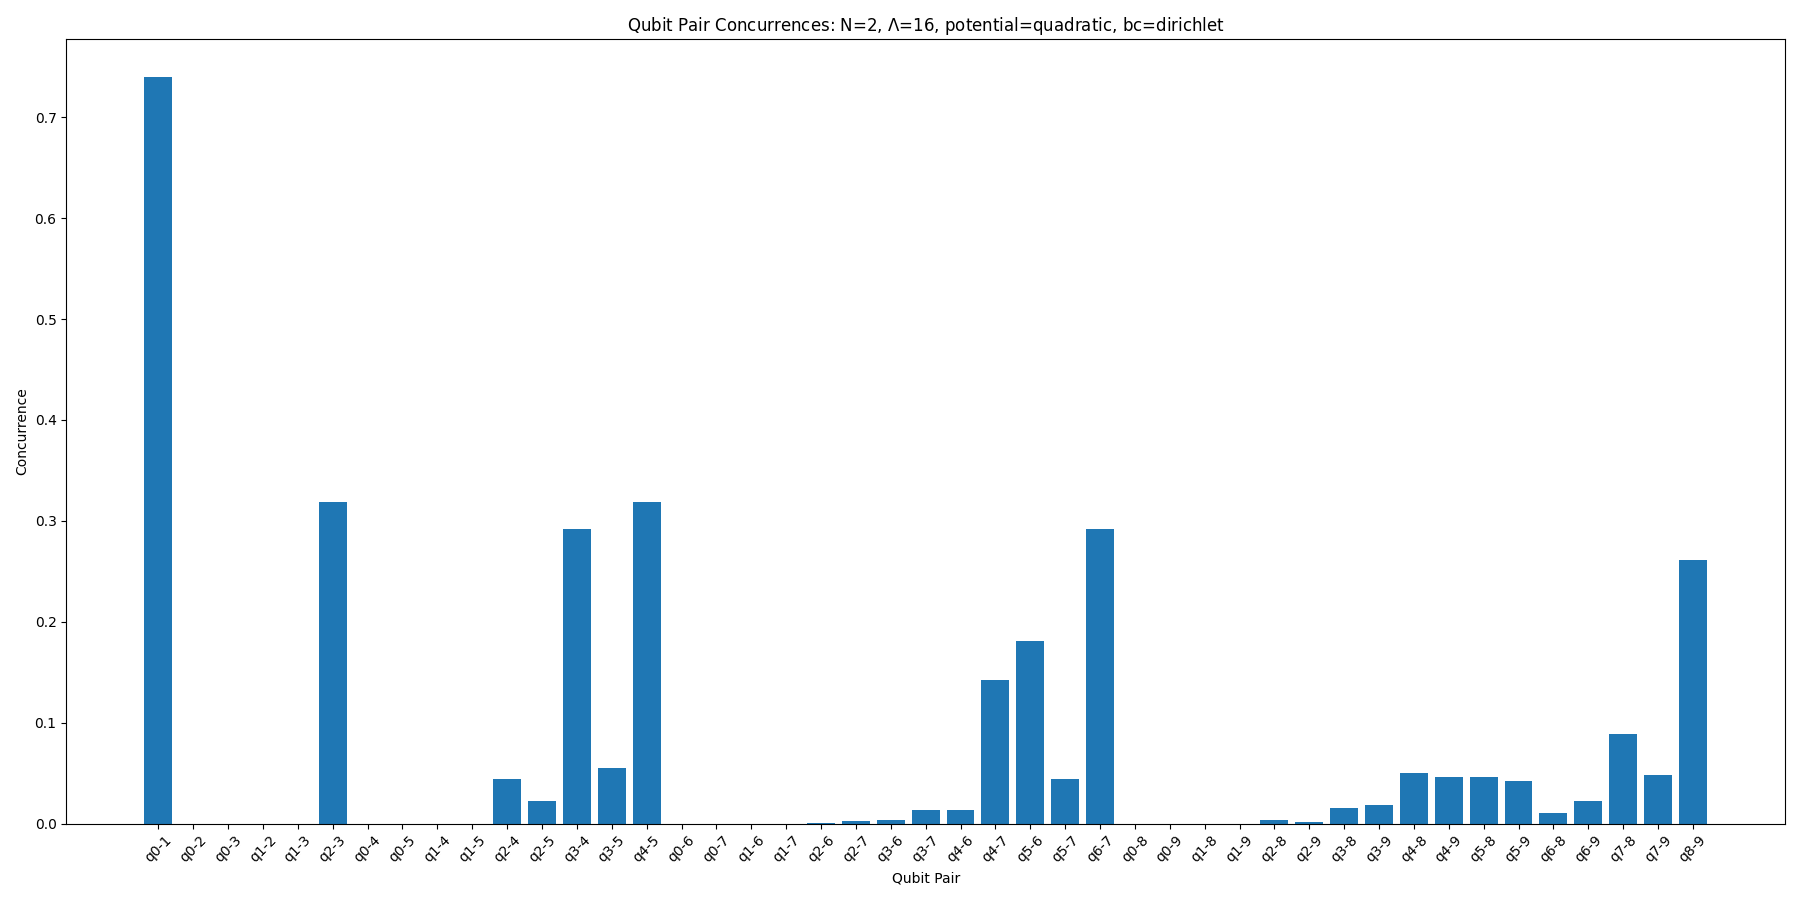 Qubit Pair Concurrences: N=2, Λ=16, potential=quadratic, bc=dirichlet
Concurrence
0.7
0.6
0.5
0.4
0.3
0.2
0.1
0.0
q0-1 q0-2 q0-3 q1-2 q1-3 q2-3 q0-4 q0-5 q1-4 q1-5 q2-4 q2-5 q3-4 q3-5 q4-5 q0-6 q0-7 q1-6 q1-7 q2-6 q2-7 q3-6 q3-7 q4-6 q4-7 q5-6 q5-7 q6-7 q0-8 q0-9 q1-8 q1-9 q2-8 q2-9 q3-8 q3-9 q4-8 q4-9 q5-8 q5-9 q6-8 q6-9 q7-8 q7-9 q8-9
Qubit Pair